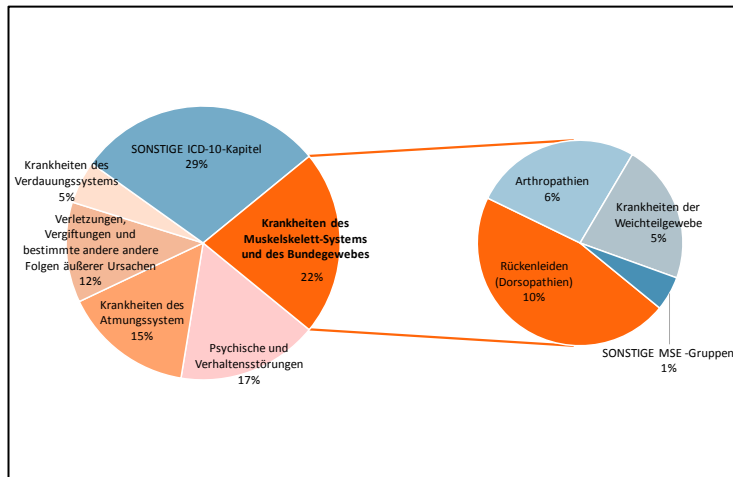 SONSTIGE ICD-10-Kapitel
29%
Krankheiten des
Verdauungssystems
5%
Verletzungen,
Vergiftungen und
bestimmte andere andere
Folgen äußerer Ursachen
12%
Krankheiten des
Atmungssystem
15%
Psychische und
Verhaltensstörungen
17%
Krankheiten des
Muskelskelett-Systems
und des Bundegewebes
22%
Arthropathien
6%
Krankheiten der
Weichteilgewebe
5%
Rückenleiden
(Dorsopathien)
10%
SONSTIGE MSE -Gruppen
1%